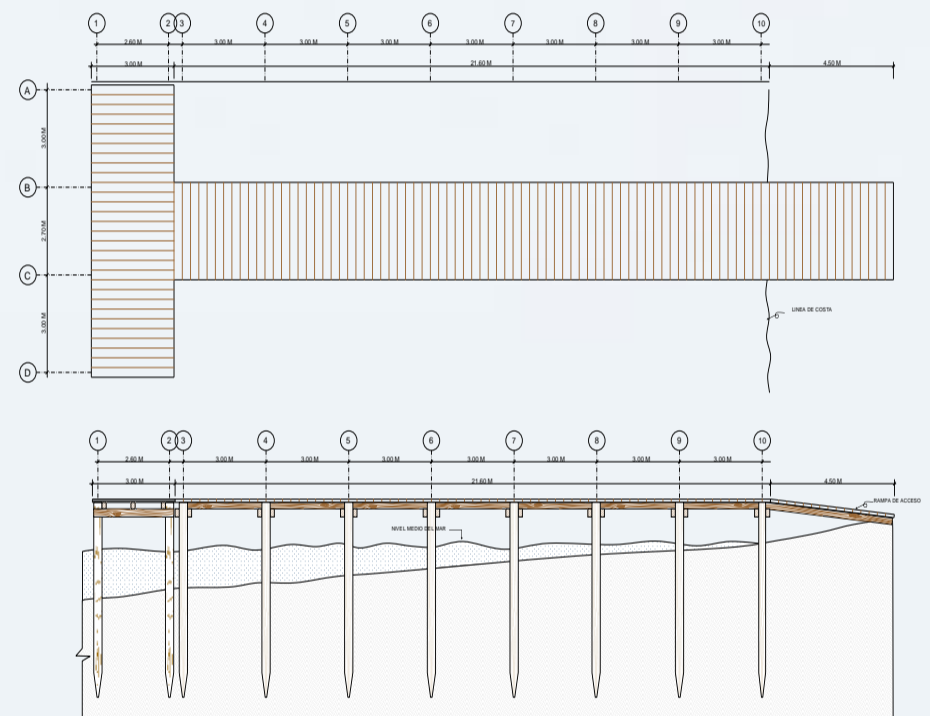 1 2 3 4 5 6 7 8 9 10
2.60 M 3.00 M 3.00 M 3.00 M 3.00 M 3.00 M 3.00 M 3.00 M
3.00 M 21.60 M 4.50 M
A
3.00 M
B
2.70 M
C
LINEA DE COSTA
3.00 M
D
1 2 3 4 5 6 7 8 9 10
2.60 M 3.00 M 3.00 M 3.00 M 3.00 M 3.00 M 3.00 M 3.00 M
3.00 M 21.60 M 4.50 M
RAMPA DE ACCESO
NIVEL MEDIO DEL MAR